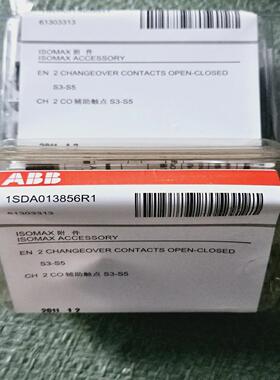 61303313
ISOMAX 附 件
ISOMAX ACCESSORY
EN 2 CHANGEOVER CONTACTS OPEN-CLOSED
S3-S5
CH 2 CO 辅助触点 S3-S5
ABB
1SDA013856R1
61303313
ISOMAX 附 件
ISOMAX ACCESSORY
EN 2 CHANGEOVER CONTACTS OPEN-CLOSED
S3-S5
CH 2 CO 辅助触点 S3-S5
2011 12